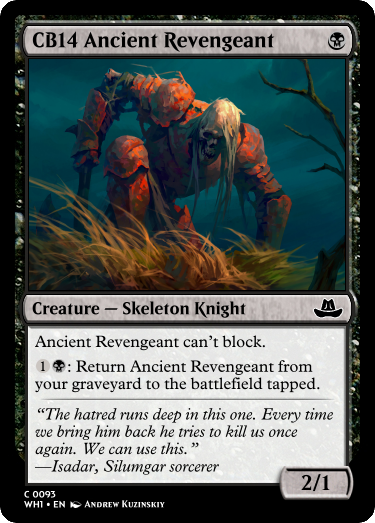 CB14 Ancient Revengeant
Creature — Skeleton Knight
Ancient Revengeant can't block.
1 : Return Ancient Revengeant from
your graveyard to the battlefield tapped.
“The hatred runs deep in this one. Every time
we bring him back he tries to kill us once
again. We can use this.”
—Isadar, Silumgar sorcerer
2/1
C 0093
WH1 • EN Andrew Kuzinskiy